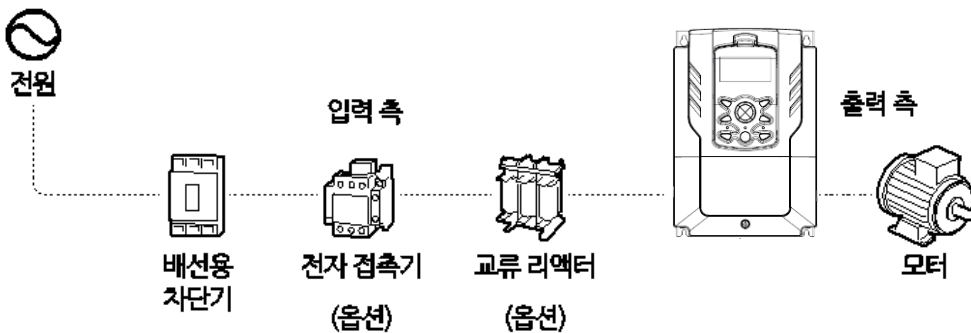 전원
입력 측
출력 측
배선용
차단기
전자 접촉기
(옵션)
교류 리액터
(옵션)
모터